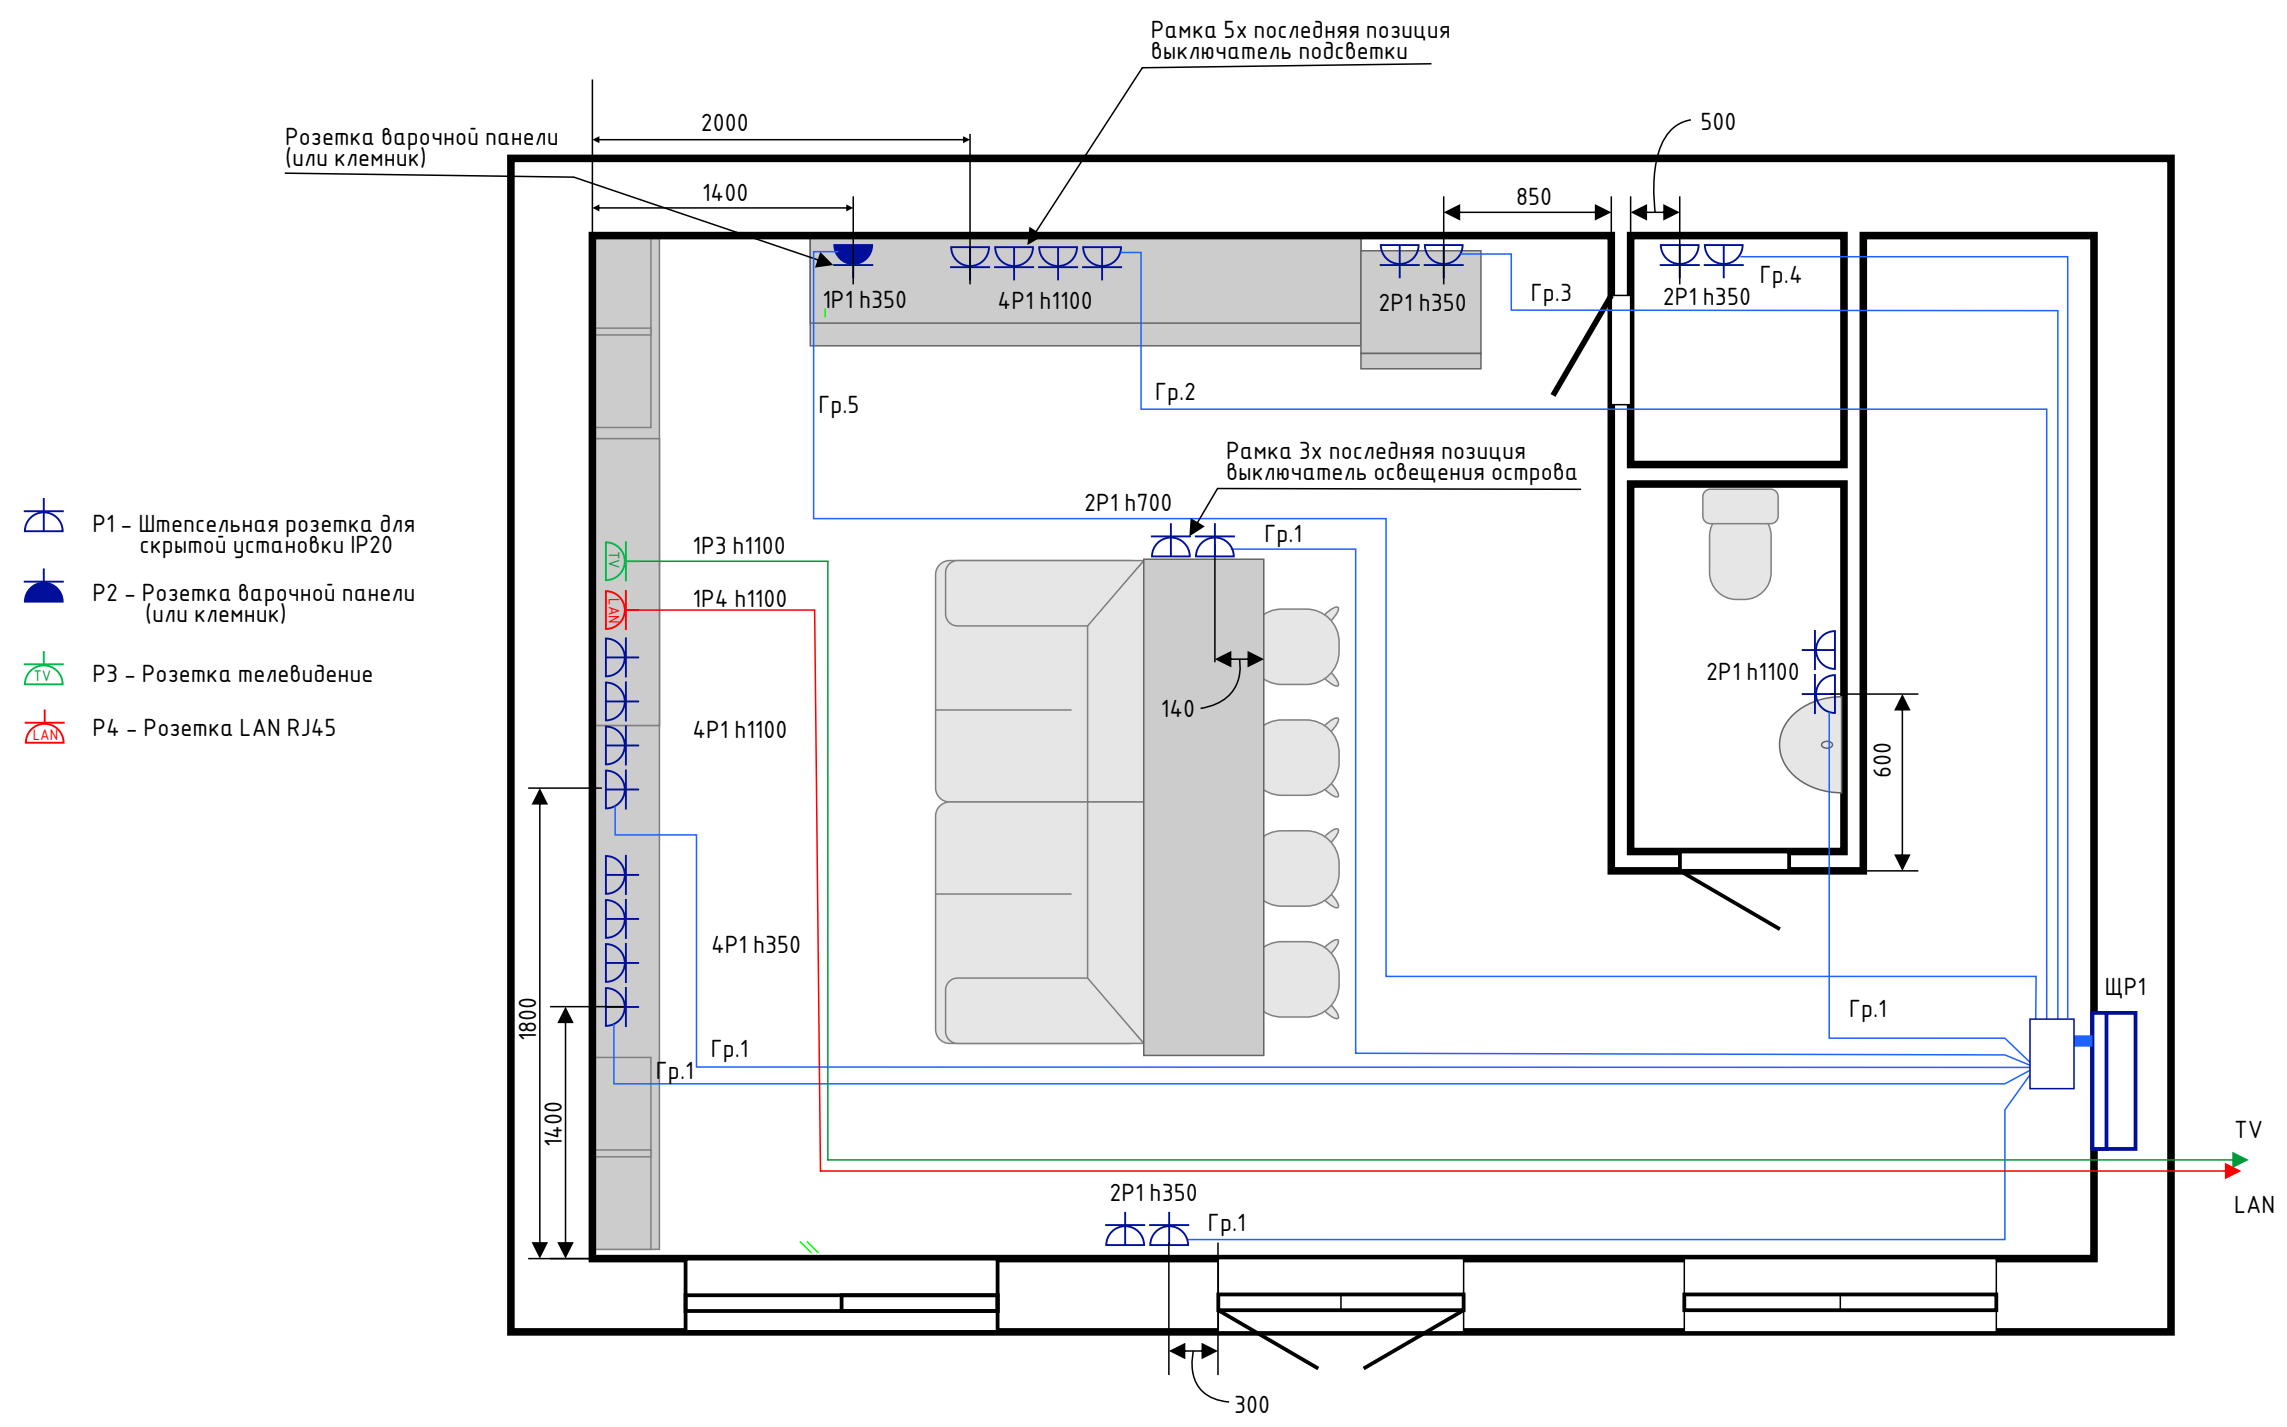 Рамка 5х последняя позиция
выключатель подсветки
500
2000
Розетка варочной панели
(или клемник)
1400
850
1Р1 h350
4Р1 h1100
2Р1 h350
Гр.3
2Р1 h350
Гр.4
Гр.5
Гр.2
Рамка 3х последняя позиция
выключатель освещения острова
2Р1 h700
Гр.1
Р1 – Штепсельная розетка для
скрытой установки IP20
Р2 – Розетка варочной панели
(или клемник)
TV
Р3 – Розетка телевидение
LAN
Р4 – Розетка LAN RJ45
TV
1Р3 h1100
LAN
1Р4 h1100
4Р1 h1100
140
2Р1 h1100
600
4Р1 h350
1800
1400
Гр.1
Гр.1
Гр.1
ЩР1
TV
LAN
2Р1 h350
Гр.1
300